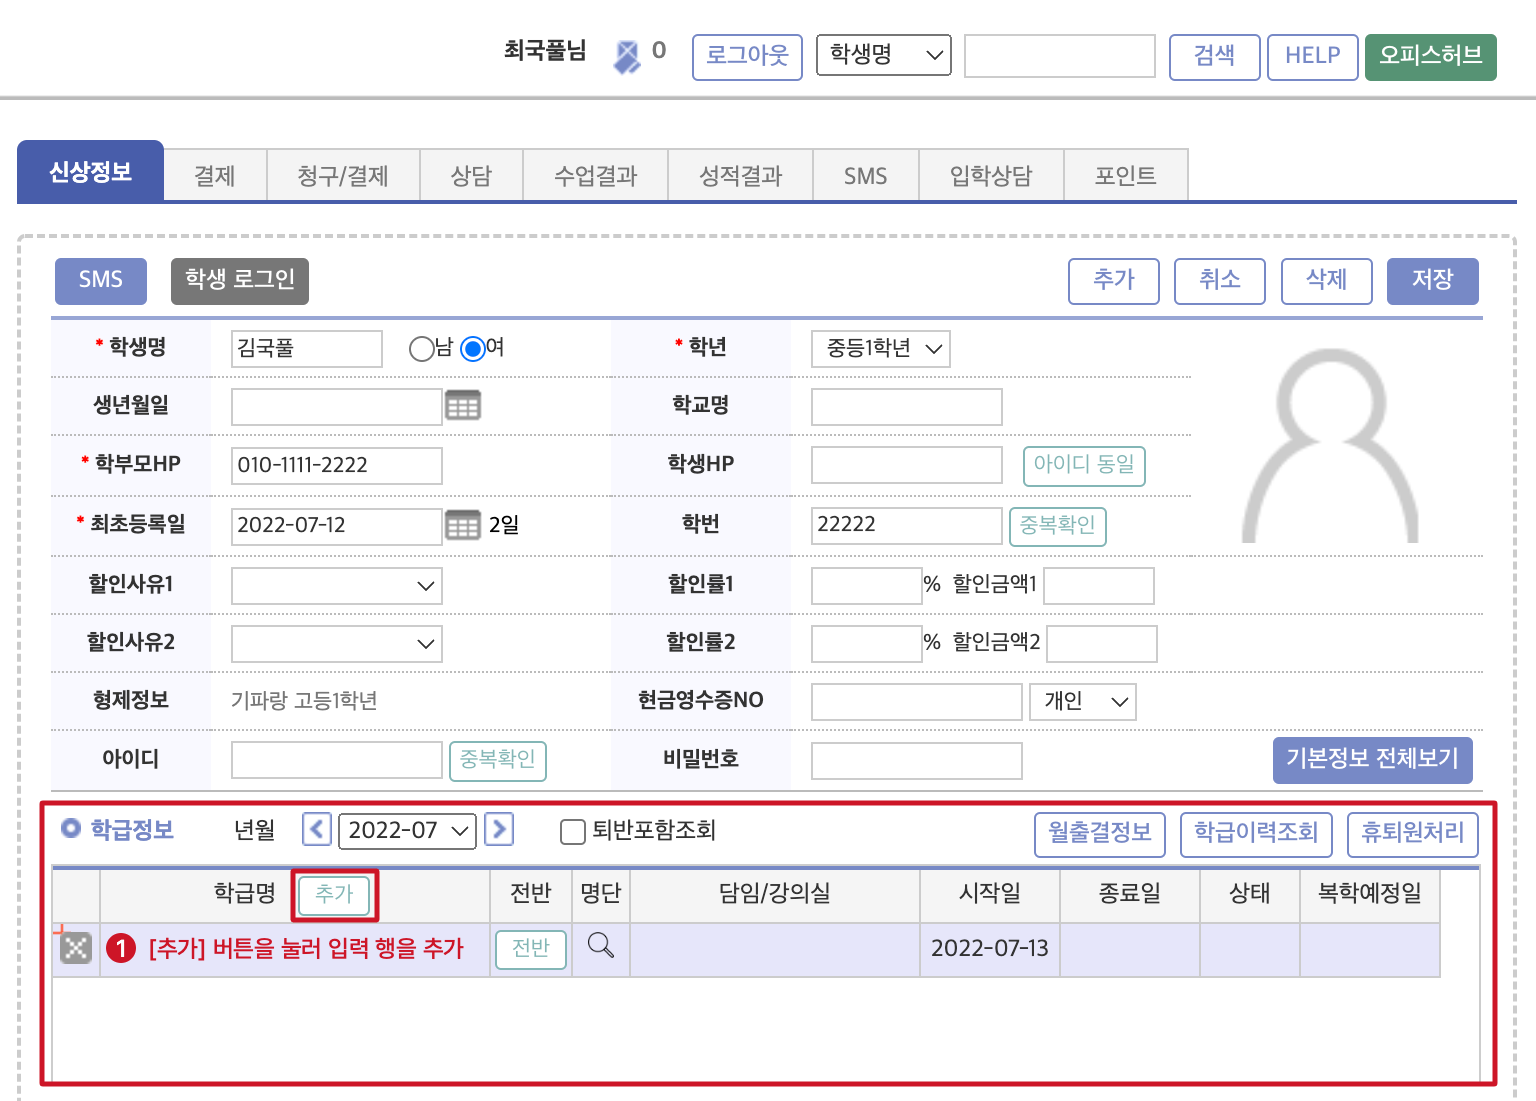 최국풀님 0 로그아웃 학생명 검색 HELP 오피스허브
신상정보 결제 청구/결제 상담 수업결과 성적결과 SMS 입학상담 포인트
SMS 학생 로그인 추가 취소 삭제 저장
* 학생명 김국풀 남 여 * 학년 중등1학년
생년월일 학교명
* 학부모HP 010-1111-2222 학생HP 아이디 동일
* 최초등록일 2022-07-12 2일 학번 22222 중복확인
할인사유1 할인률1 % 할인금액1
할인사유2 할인률2 % 할인금액2
형제정보 기파랑 고등1학년 현금영수증NO 개인
아이디 중복확인 비밀번호 기본정보 전체보기
학급정보 년월 2022-07 퇴반포함조회 월출결정보 학급이력조회 휴퇴원처리
학급명 추가 전반 명단 담임/강의실 시작일 종료일 상태 복학예정일
1 [추가] 버튼을 눌러 입력 행을 추가 전반 2022-07-13